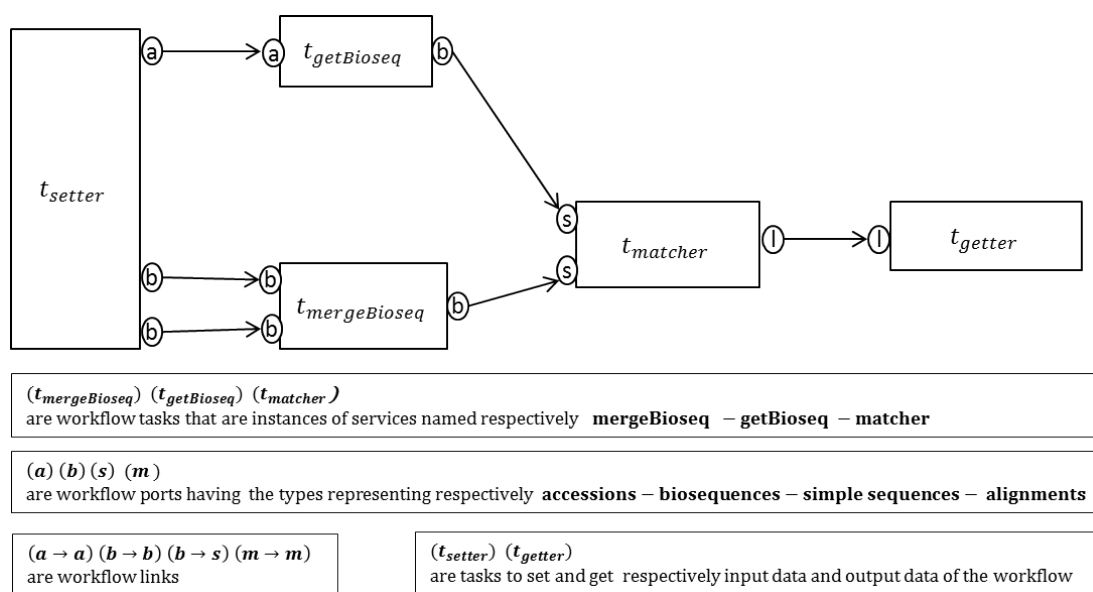 a a t_getBioseq b
t_setter
s
t_matcher l l t_getter
s
b b
t_mergeBioseq b
b b
(t_mergeBioseq) (t_getBioseq) (t_matcher)
are workflow tasks that are instances of services named respectively mergeBioseq − getBioseq − matcher
(a) (b) (s) (m)
are workflow ports having the types representing respectively accessions − biosequences − simple sequences − alignments
(a → a) (b → b) (b → s) (m → m)
are workflow links
(t_setter) (t_getter)
are tasks to set and get respectively input data and output data of the workflow